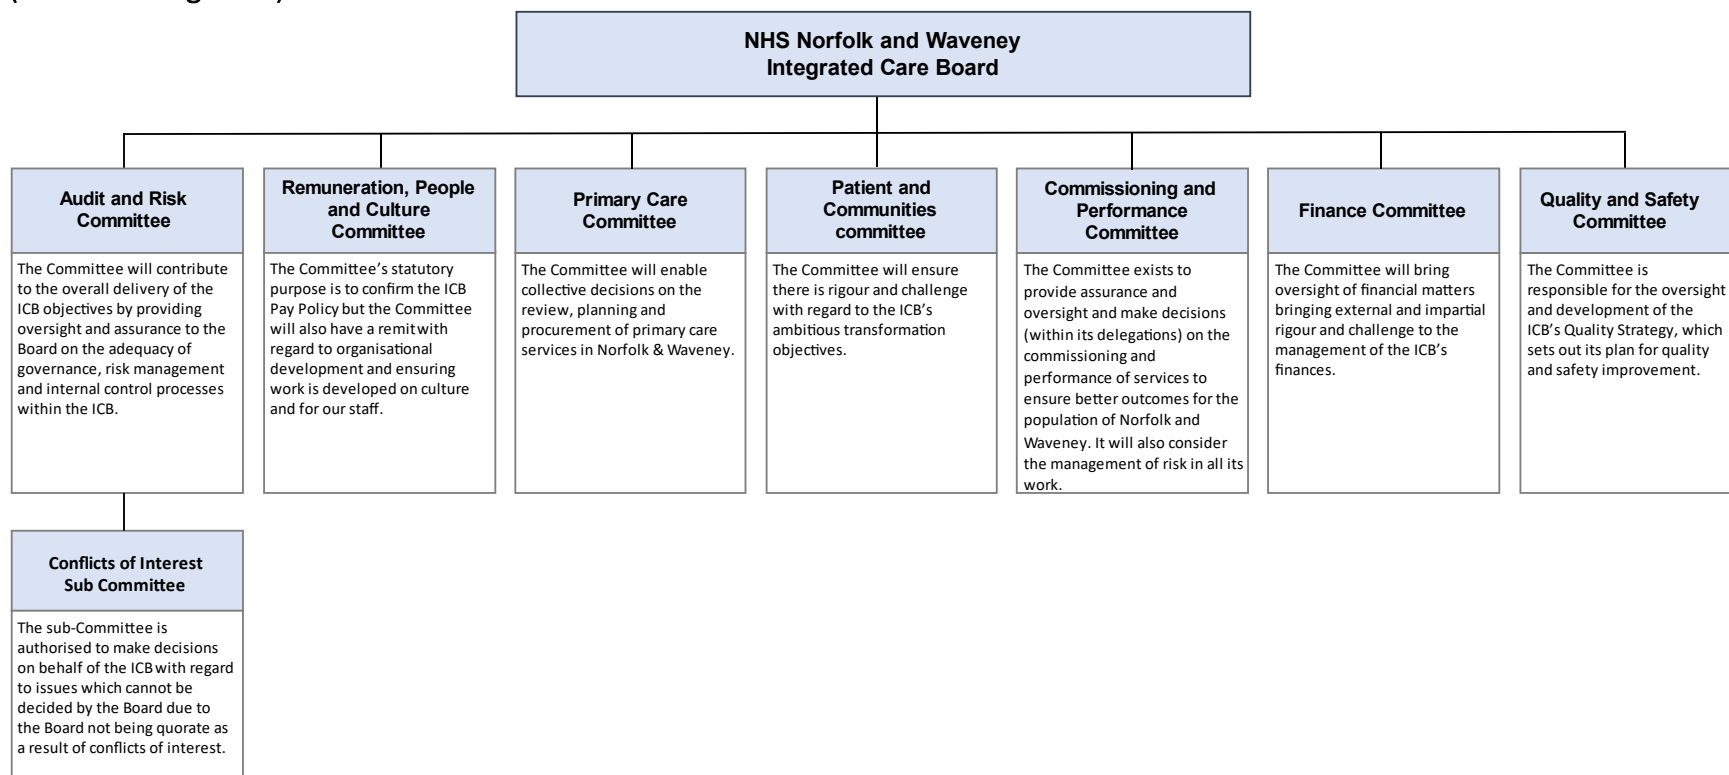 NHS Norfolk and Waveney
Integrated Care Board
Audit and Risk
Committee
The Committee will contribute
to the overall delivery of the
ICB objectives by providing
oversight and assurance to the
Board on the adequacy of
governance, risk management
and internal control processes
within the ICB.
Remuneration, People
and Culture
Committee
The Committee’s statutory
purpose is to confirm the ICB
Pay Policy but the Committee
will also have a remit with
regard to organisational
development and ensuring
work is developed on culture
and for our staff.
Primary Care
Committee
The Committee will enable
collective decisions on the
review, planning and
procurement of primary care
services in Norfolk & Waveney.
Patient and
Communities
committee
The Committee will ensure
there is rigour and challenge
with regard to the ICB’s
ambitious transformation
objectives.
Commissioning and
Performance
Committee
The Committee exists to
provide assurance and
oversight and make decisions
(within its delegations) on the
commissioning and
performance of services to
ensure better outcomes for the
population of Norfolk and
Waveney. It will also consider
the management of risk in all its
work.
Finance Committee
The Committee will bring
oversight of financial matters
bringing external and impartial
rigour and challenge to the
management of the ICB’s
finances.
Quality and Safety
Committee
The Committee is
responsible for the oversight
and development of the
ICB’s Quality Strategy, which
sets out its plan for quality
and safety improvement.
Conflicts of Interest
Sub Committee
The sub-Committee is
authorised to make decisions
on behalf of the ICB with regard
to issues which cannot be
decided by the Board due to
the Board not being quorate as
a result of conflicts of interest.